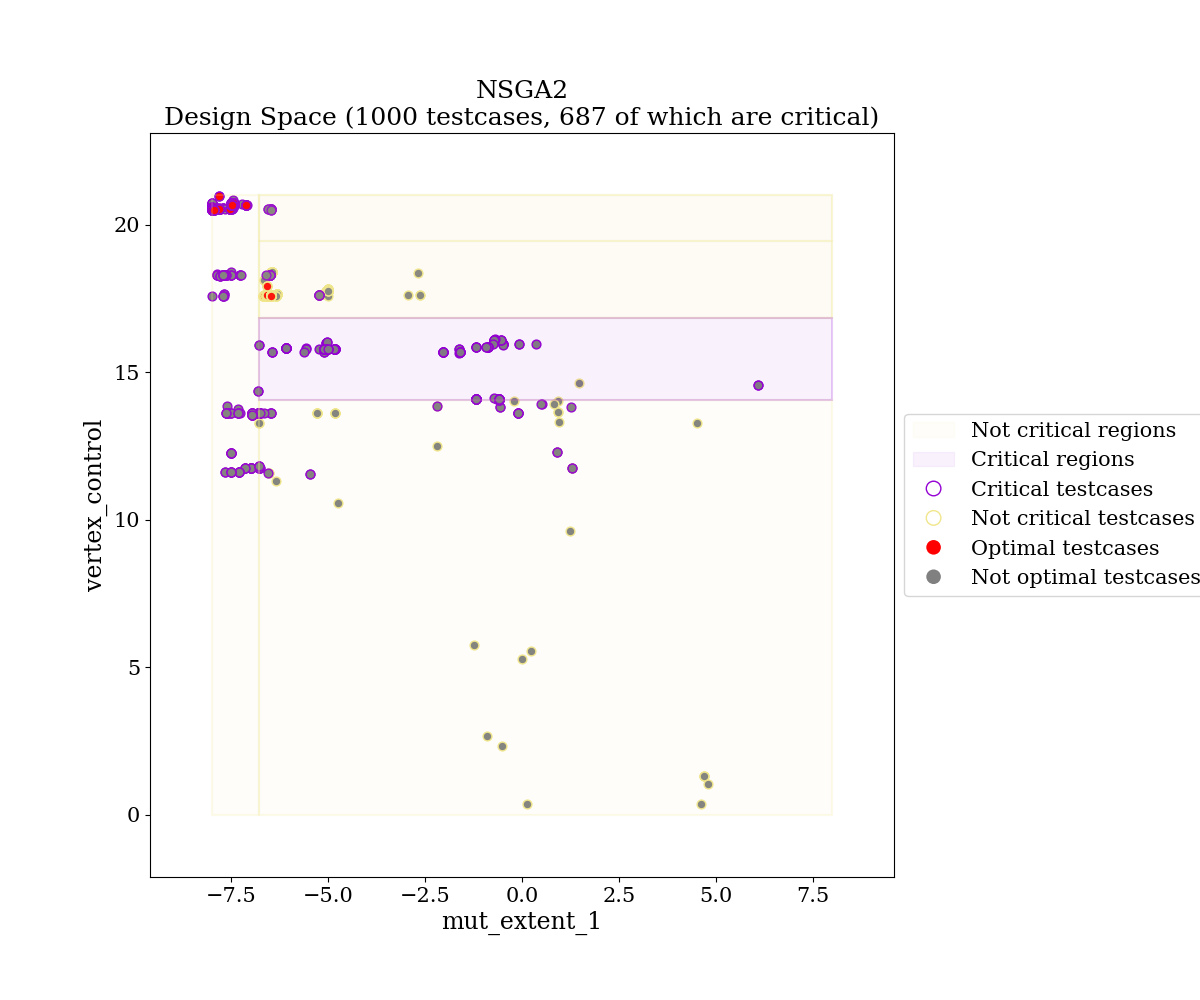 NSGA2
Design Space (1000 testcases, 687 of which are critical)
20
15
10
5
0
vertex_control
−7.5
−5.0
−2.5
0.0
2.5
5.0
7.5
mut_extent_1
Not critical regions
Critical regions
Critical testcases
Not critical testcases
Optimal testcases
Not optimal testcases